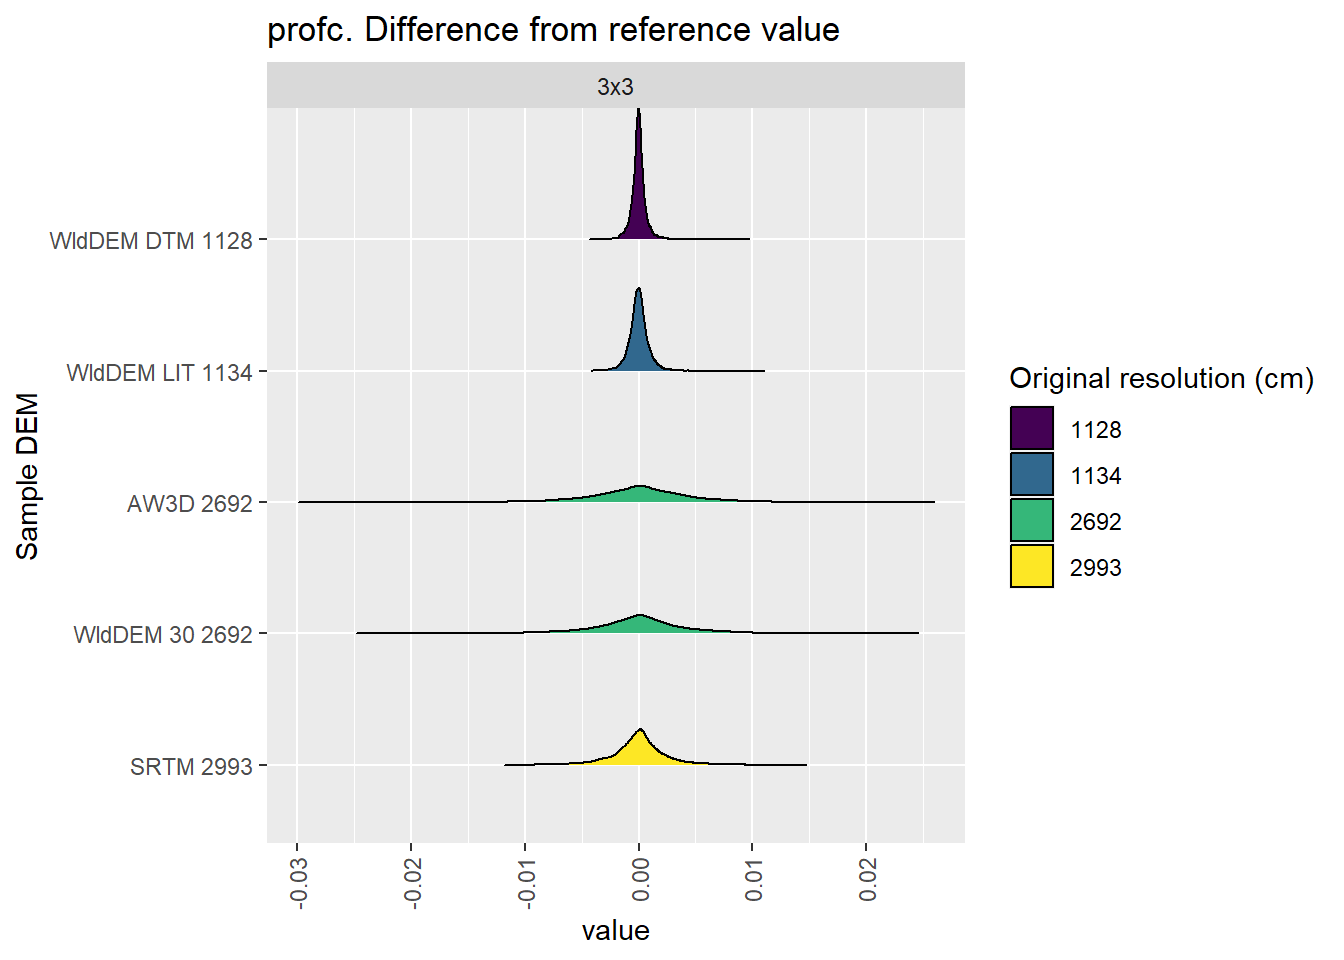 profc. Difference from reference value
3x3
WldDEM DTM 1128
WldDEM LIT 1134
AW3D 2692
WldDEM 30 2692
SRTM 2993
Sample DEM
-0.03
-0.02
-0.01
0.00
0.01
0.02
value
Original resolution (cm)
1128
1134
2692
2993